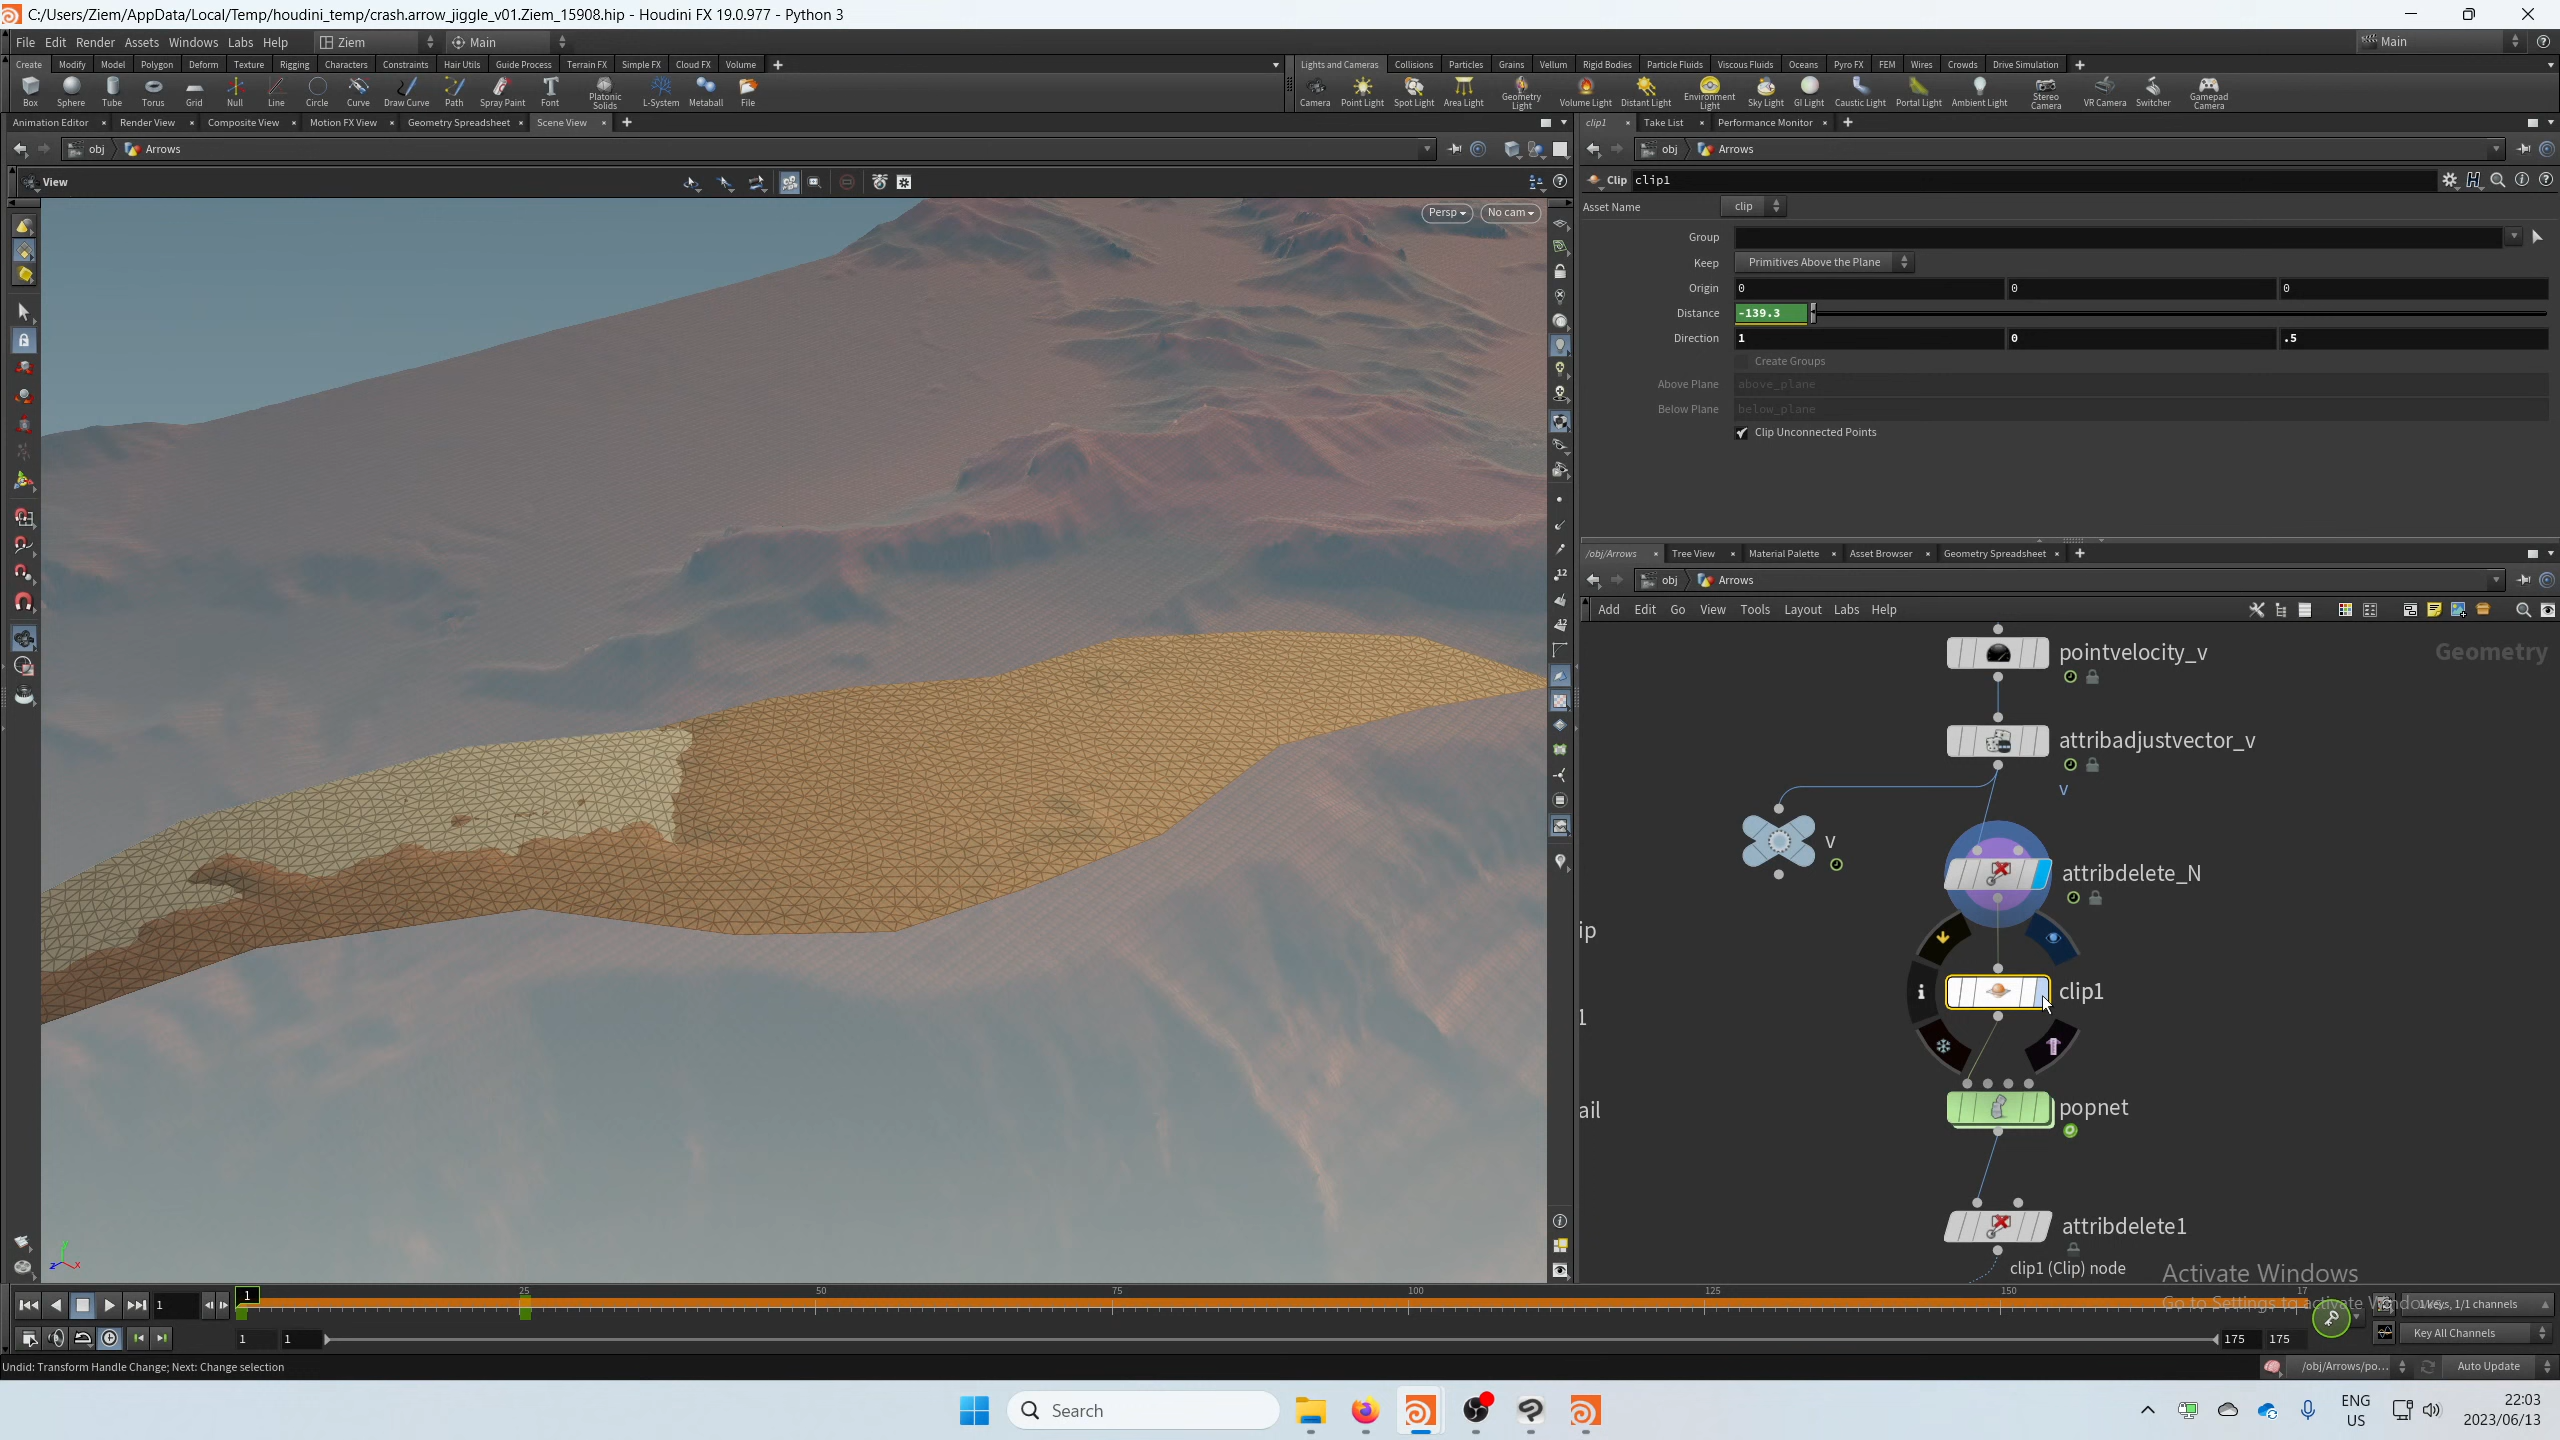 C:/Users/Ziem/AppData/Local/Temp/houdini_temp/crash.arrow_jiggle_v01.Ziem_15908.hip - Houdini FX 19.0.977 - Python 3
File Edit Render Assets Windows Labs Help Ziem Main Main
Create Modify Model Polygon Deform Texture Rigging Characters Constraints Hair Utils Guide Process Terrain FX Simple FX Cloud FX Volume
Lights and Cameras Collisions Particles Grains Vellum Rigid Bodies Particle Fluids Viscous Fluids Oceans Pyro FX FEM Wires Crowds Drive Simulation
Box Sphere Tube Torus Grid Null Line Circle Curve Draw Curve Path Spray Paint Font Platonic Solids L-System Metaball File
Camera Point Light Spot Light Area Light Geometry Light Volume Light Distant Light Environment Light Sky Light GI Light Caustic Light Portal Light Ambient Light Stereo Camera VR Camera Switcher Gamepad Camera
Animation Editor Render View Composite View Motion FX View Geometry Spreadsheet Scene View
clip1 Take List Performance Monitor
obj Arrows
obj Arrows
View
Persp No cam
Clip clip1
Asset Name clip
Group
Keep Primitives Above the Plane
Origin 0 0 0
Distance -139.3
Direction 1 0 .5
Create Groups
Above Plane above_plane
Below Plane below_plane
Clip Unconnected Points
/obj/Arrows Tree View Material Palette Asset Browser Geometry Spreadsheet
obj Arrows
Add Edit Go View Tools Layout Labs Help
Geometry
pointvelocity_v
attribadjustvector_v
v
v
attribdelete_N
ip
clip1
1
popnet
ail
attribdelete1
clip1 (Clip) node
Activate Windows
Go to Settings to activate Windows.
12
12
y
z x
1
1
25 50 75 100 125 150 17
keys, 1/1 channels
1 1 175 175
Key All Channels
Undid: Transform Handle Change; Next: Change selection
/obj/Arrows/po... Auto Update
Search
ENG
US
22:03
2023/06/13